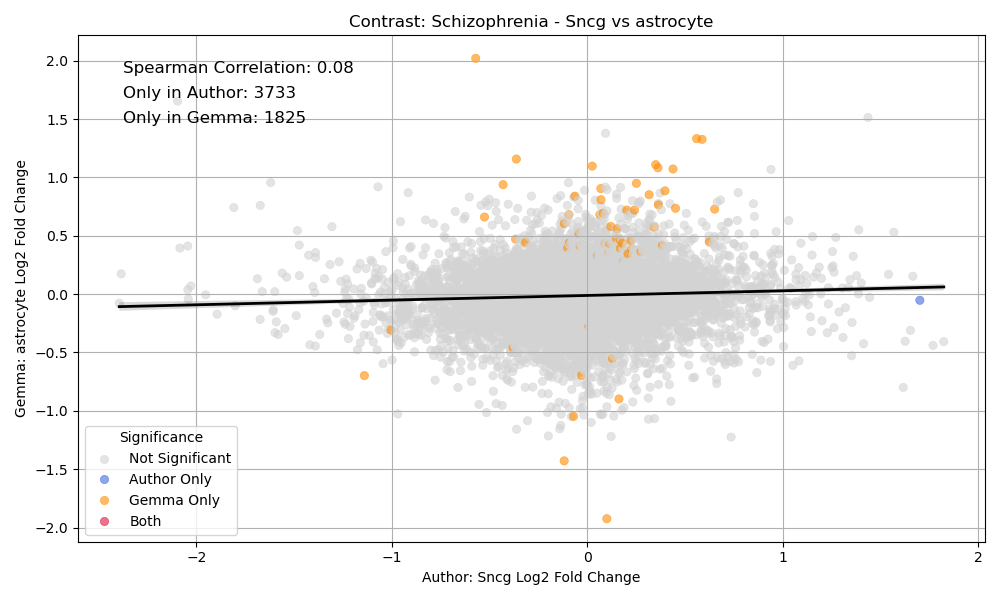 Contrast: Schizophrenia - Sncg vs astrocyte
Spearman Correlation: 0.08
Only in Author: 3733
Only in Gemma: 1825
Gemma: astrocyte Log2 Fold Change
2.0
1.5
1.0
0.5
0.0
−0.5
−1.0
−1.5
−2.0
Significance
Not Significant
Author Only
Gemma Only
Both
−2
−1
0
1
2
Author: Sncg Log2 Fold Change